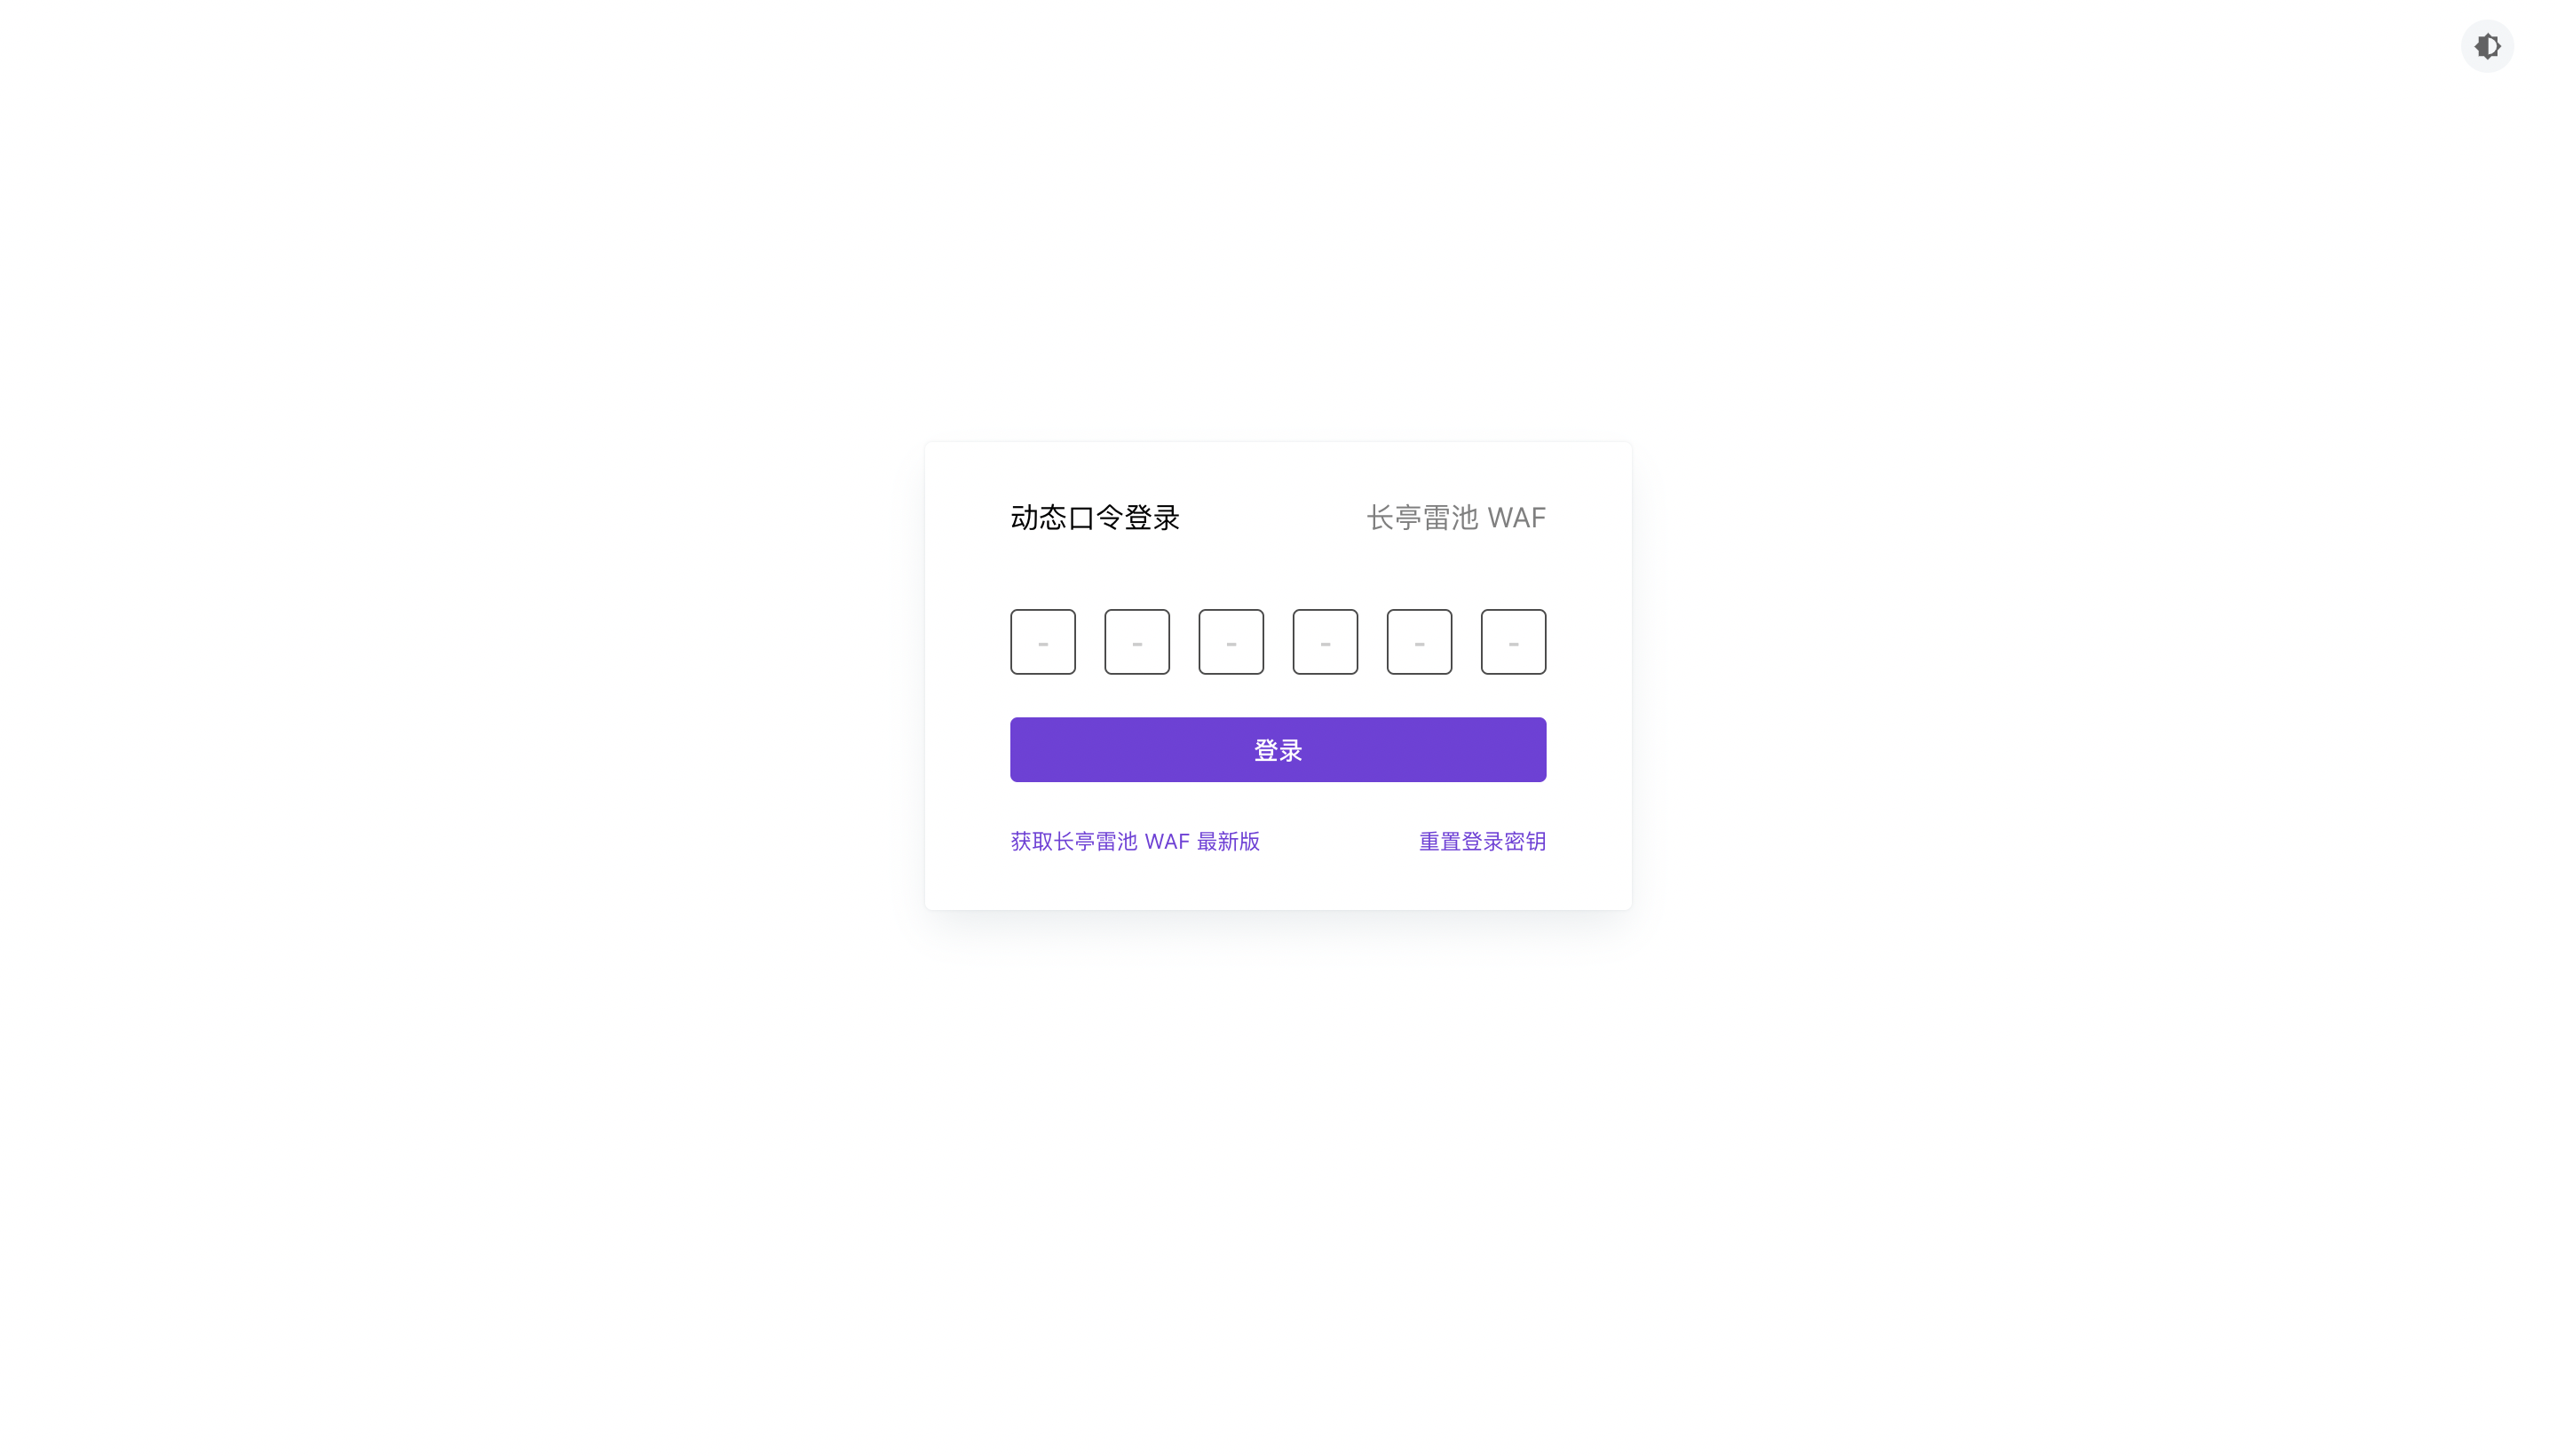 动态口令登录
长亭雷池 WAF
- - - - - -
登录
获取长亭雷池 WAF 最新版
重置登录密钥